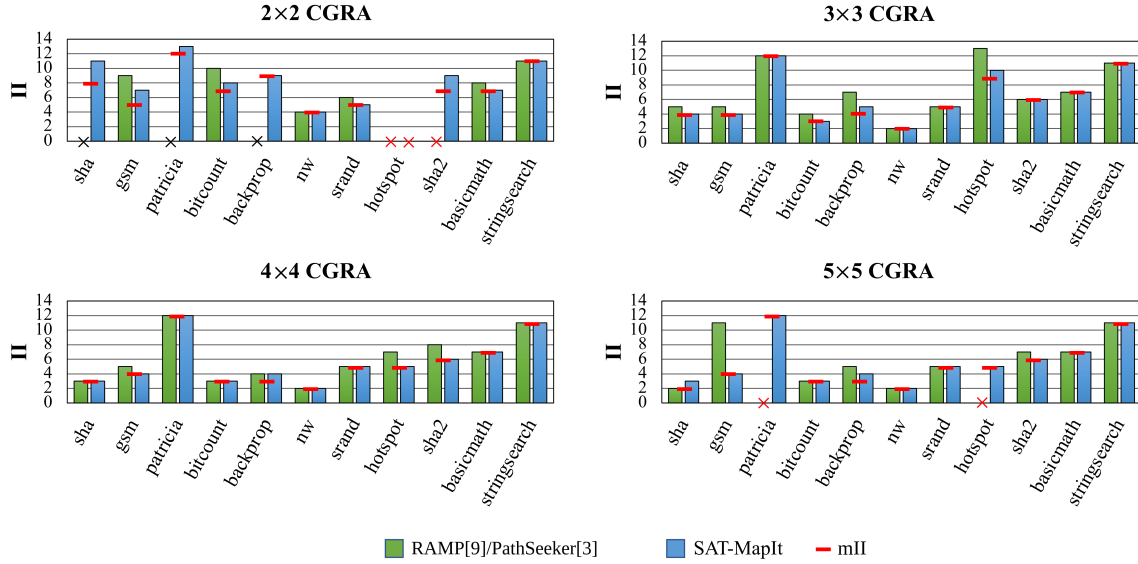 2×2 CGRA
II
14
12
10
8
6
4
2
0
sha
gsm
patricia
bitcount
backprop
nw
srand
hotspot
sha2
basicmath
stringsearch
3×3 CGRA
II
14
12
10
8
6
4
2
0
sha
gsm
patricia
bitcount
backprop
nw
srand
hotspot
sha2
basicmath
stringsearch
4×4 CGRA
II
14
12
10
8
6
4
2
0
sha
gsm
patricia
bitcount
backprop
nw
srand
hotspot
sha2
basicmath
stringsearch
5×5 CGRA
II
14
12
10
8
6
4
2
0
sha
gsm
patricia
bitcount
backprop
nw
srand
hotspot
sha2
basicmath
stringsearch
RAMP[9]/PathSeeker[3] SAT-MapIt mII